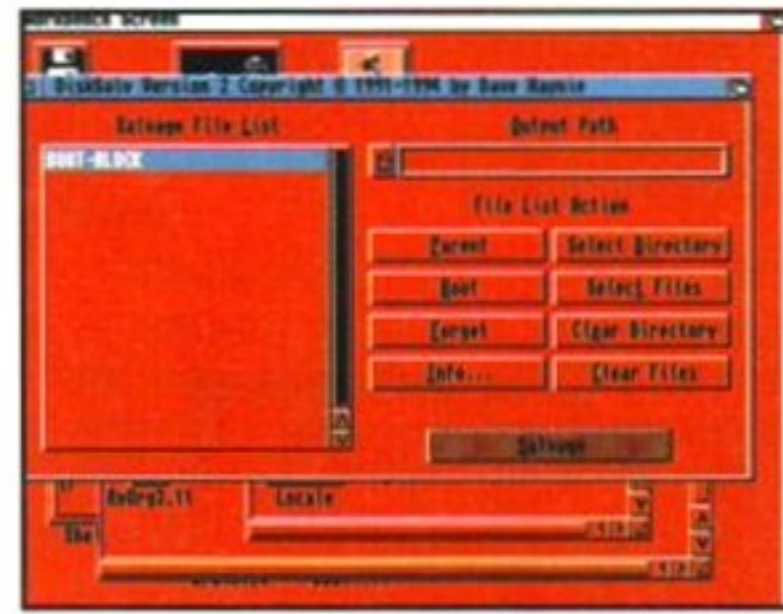 Workbench Screen
DiskSalv Version 2 Copyright © 1991-1994 by Dave Haynie
Salvage File List
Output Path
BOOT-BLOCK
File List Action
Parent
Select Directory
Root
Select Files
Forget
Clear Directory
Info...
Clear Files
Salvage
Locale